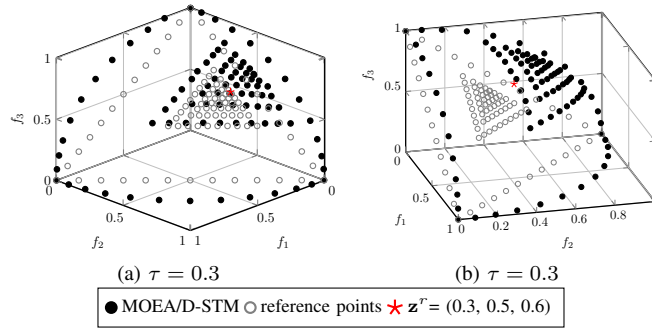 1
0.5
0
f3
0
0.5
1
f2
1
0.5
0
f1
1
0.5
0
f3
0
0.5
1
f1
0
0.2
0.4
0.6
0.8
f2
(a) τ = 0.3
(b) τ = 0.3
MOEA/D-STM reference points z^r = (0.3, 0.5, 0.6)